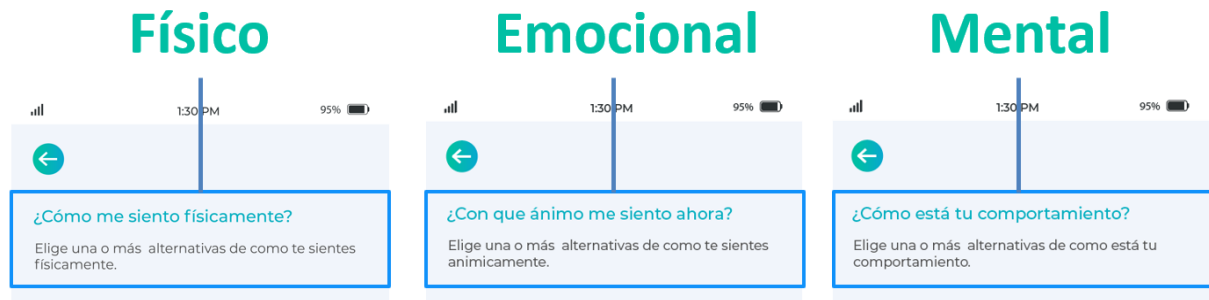 Físico
Emocional
Mental
1:30 PM
95%
¿Cómo me siento físicamente?
Elige una o más alternativas de como te sientes
físicamente.
1:30 PM
95%
¿Con que ánimo me siento ahora?
Elige una o más alternativas de como te sientes
animicamente.
1:30 PM
95%
¿Cómo está tu comportamiento?
Elige una o más alternativas de como está tu
comportamiento.